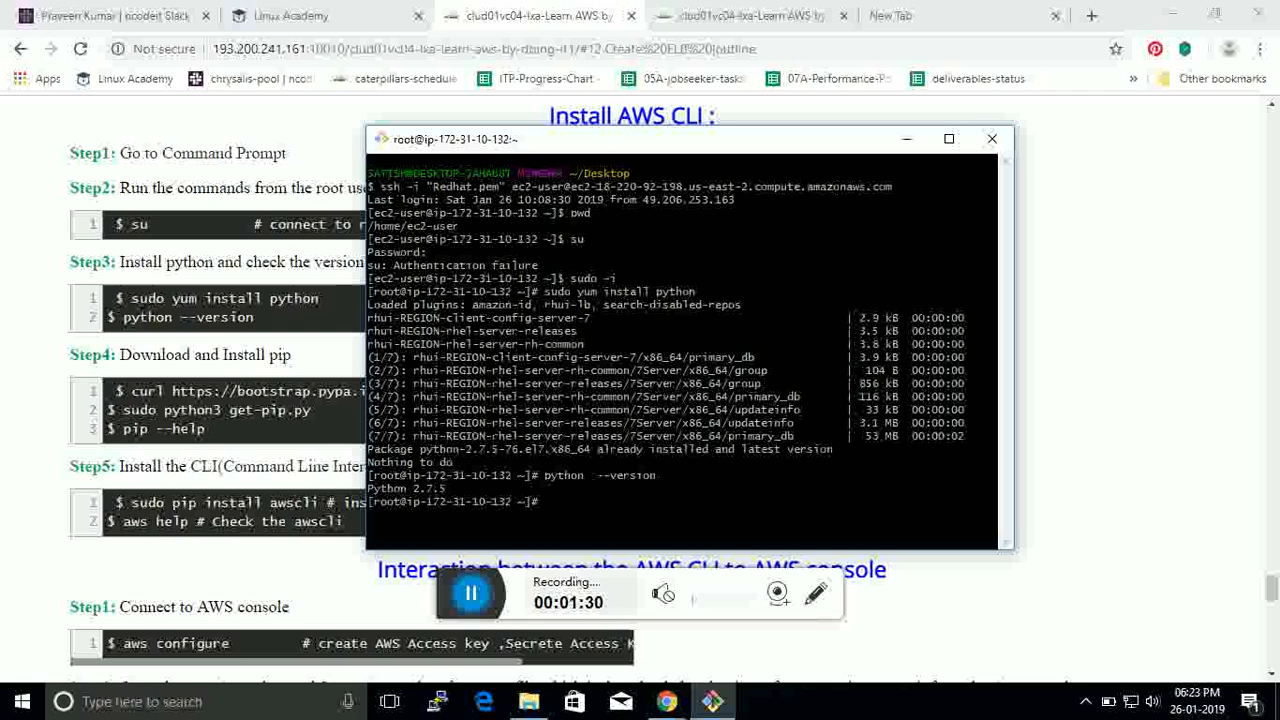 Praveen Kumar | ncodeit Slack
Linux Academy
clud01vc04-lxa-Learn AWS by
clud01vc04-lxa-Learn AWS by
New Tab
Not secure
Apps
Linux Academy
chrysalis-pool | ncod
caterpillars-schedule
ITP-Progress-Chart
05A-jobseeker-tasks
07A-Performance-P
deliverables-status
»
Other bookmarks
Install AWS CLI :
Step1: Go to Command Prompt
Step2: Run the commands from the root use
1 $ su # connect to r
Step3: Install python and check the version
1 $ sudo yum install python
2 $ python --version
Step4: Download and Install pip
1 $ curl https://bootstrap.pypa.i
2 $ sudo python3 get-pip.py
3 $ pip --help
Step5: Install the CLI(Command Line Inter
1 $ sudo pip install awscli # ins
2 $ aws help # Check the awscli
root@ip-172-31-10-132:~
~/Desktop
$ ssh -i "Redhat.pem" ec2-user@ec2-18-220-92-198.us-east-2.compute.amazonaws.com
Last login: Sat Jan 26 10:08:30 2019 from 49.206.253.163
[ec2-user@ip-172-31-10-132 ~]$ pwd
/home/ec2-user
[ec2-user@ip-172-31-10-132 ~]$ su
Password:
su: Authentication failure
[ec2-user@ip-172-31-10-132 ~]$ sudo -i
[root@ip-172-31-10-132 ~]# sudo yum install python
Loaded plugins: amazon-id, rhui-lb, search-disabled-repos
rhui-REGION-client-config-server-7 | 2.9 kB 00:00:00
rhui-REGION-rhel-server-releases | 3.5 kB 00:00:00
rhui-REGION-rhel-server-rh-common | 3.8 kB 00:00:00
(1/7): rhui-REGION-client-config-server-7/x86_64/primary_db | 3.9 kB 00:00:00
(2/7): rhui-REGION-rhel-server-rh-common/7Server/x86_64/group | 104 B 00:00:00
(3/7): rhui-REGION-rhel-server-releases/7Server/x86_64/group | 856 kB 00:00:00
(4/7): rhui-REGION-rhel-server-rh-common/7Server/x86_64/primary_db | 116 kB 00:00:00
(5/7): rhui-REGION-rhel-server-rh-common/7Server/x86_64/updateinfo | 33 kB 00:00:00
(6/7): rhui-REGION-rhel-server-releases/7Server/x86_64/updateinfo | 3.1 MB 00:00:00
(7/7): rhui-REGION-rhel-server-releases/7Server/x86_64/primary_db | 53 MB 00:00:02
Package python-2.7.5-76.el7.x86_64 already installed and latest version
Nothing to do
[root@ip-172-31-10-132 ~]# python --version
Python 2.7.5
[root@ip-172-31-10-132 ~]#
Interaction between the AWS CLI to AWS console
Recording....
00:01:30
Step1: Connect to AWS console
1 $ aws configure # create AWS Access key ,Secrete Access K
Type here to search
06:23 PM
26-01-2019
1